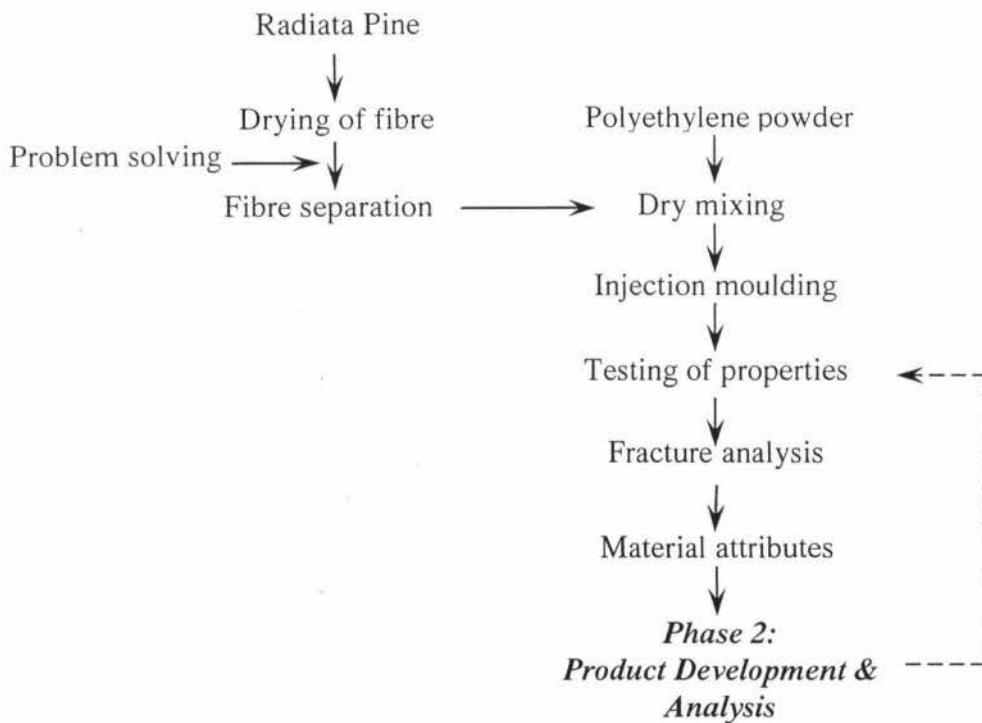 Radiata Pine
Drying of fibre
Polyethylene powder
Problem solving
Fibre separation
Dry mixing
Injection moulding
Testing of properties
Fracture analysis
Material attributes
Phase 2:
Product Development &
Analysis